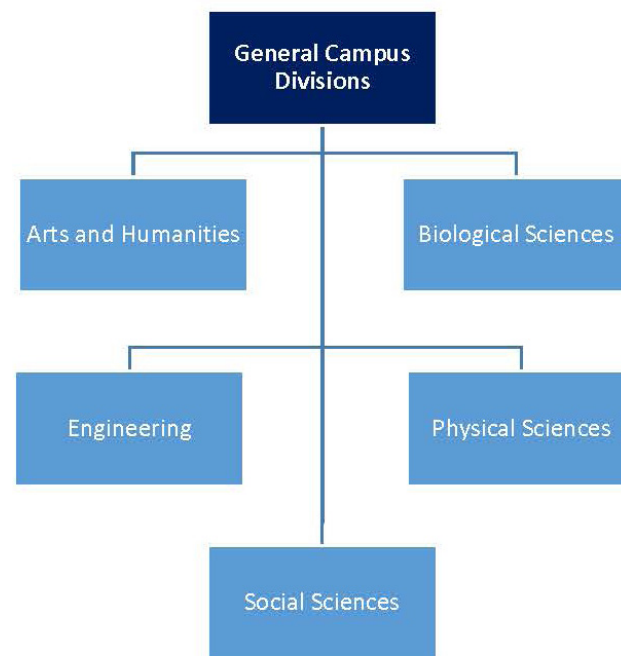 General Campus
Divisions
Arts and Humanities
Biological Sciences
Engineering
Physical Sciences
Social Sciences